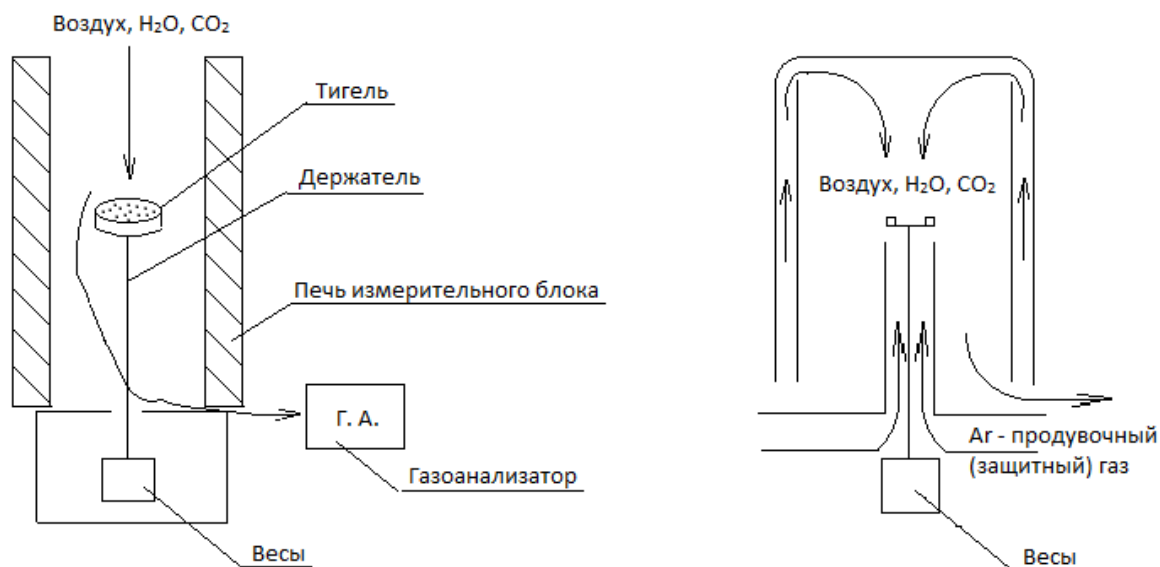 Воздух, H₂O, CO₂
Тигель
Держатель
Печь измерительного блока
Г. А.
Газоанализатор
Весы
Воздух, H₂O, CO₂
Ar - продувочный
(защитный) газ
Весы